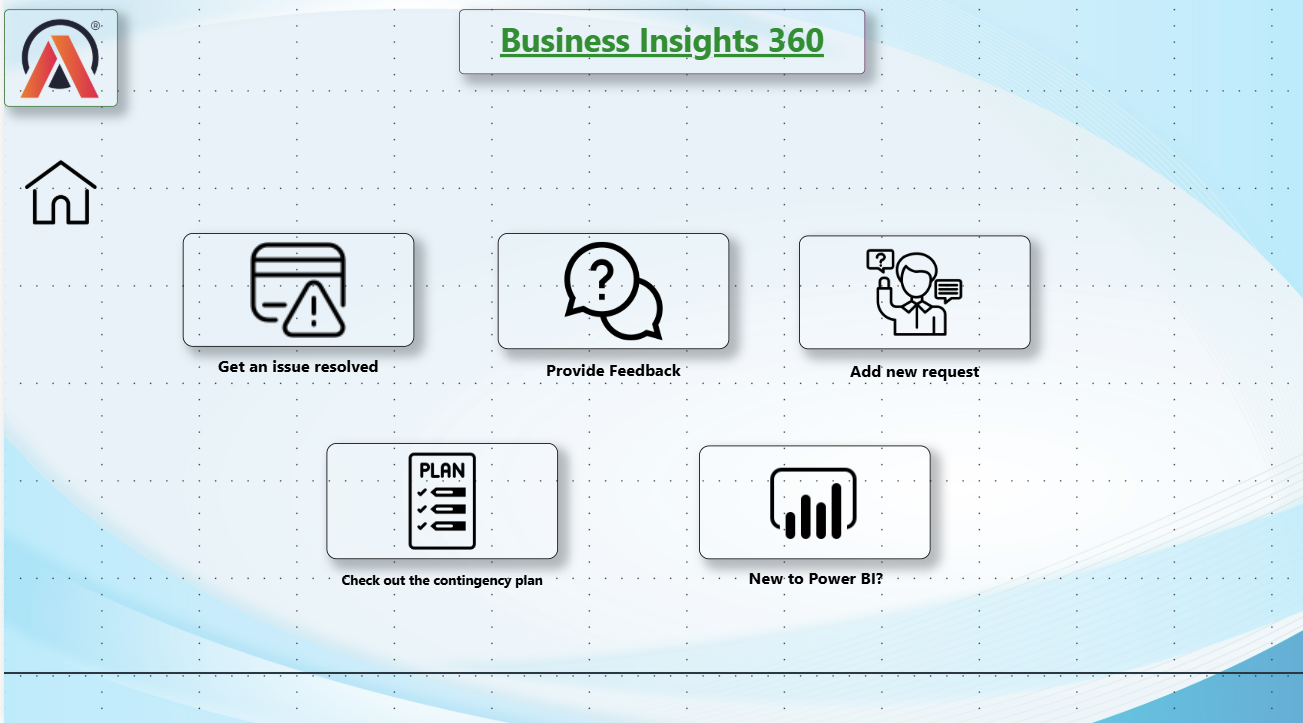 ®
Business Insights 360
?
?
Get an issue resolved
Provide Feedback
Add new request
PLAN
Check out the contingency plan
New to Power BI?